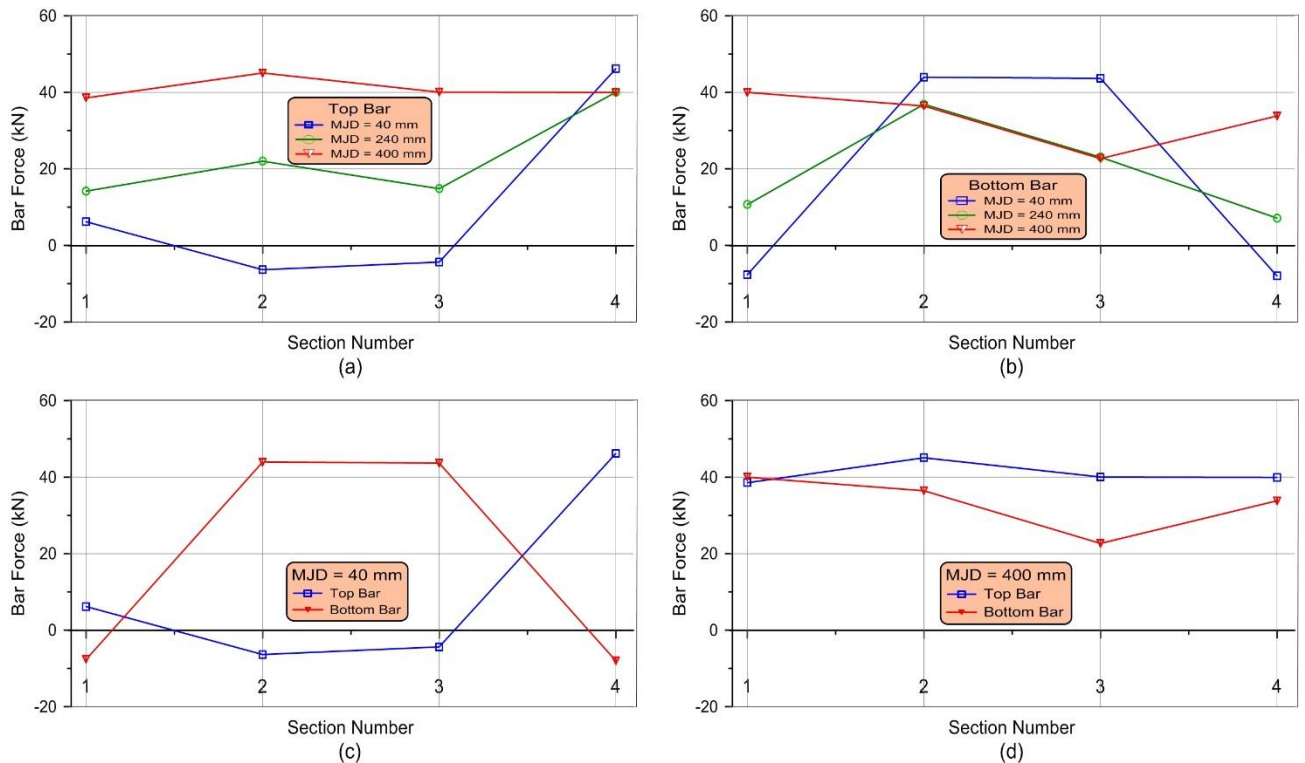 60
40
20
0
-20
Bar Force (kN)
Top Bar
MJD = 40 mm
MJD = 240 mm
MJD = 400 mm
1 2 3 4
Section Number
(a)
60
40
20
0
-20
Bar Force (kN)
Bottom Bar
MJD = 40 mm
MJD = 240 mm
MJD = 400 mm
1 2 3 4
Section Number
(b)
60
40
20
0
-20
Bar Force (kN)
MJD = 40 mm
Top Bar
Bottom Bar
1 2 3 4
Section Number
(c)
60
40
20
0
-20
Bar Force (kN)
MJD = 400 mm
Top Bar
Bottom Bar
1 2 3 4
Section Number
(d)